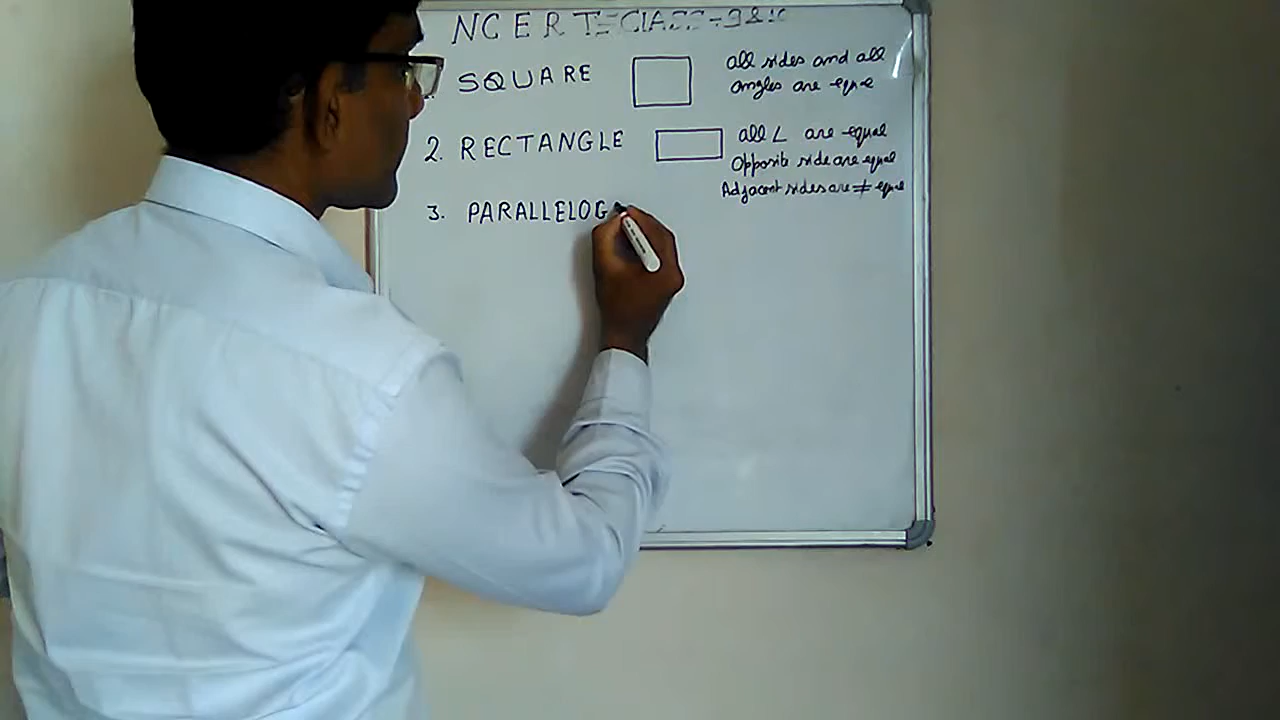 NCERT
SQUARE
all sides and all
angles are eque
2. RECTANGLE
all ∠ are equal
Opposite side are equal
Adjacent sides are ≠ equal
3. PARALLELOG